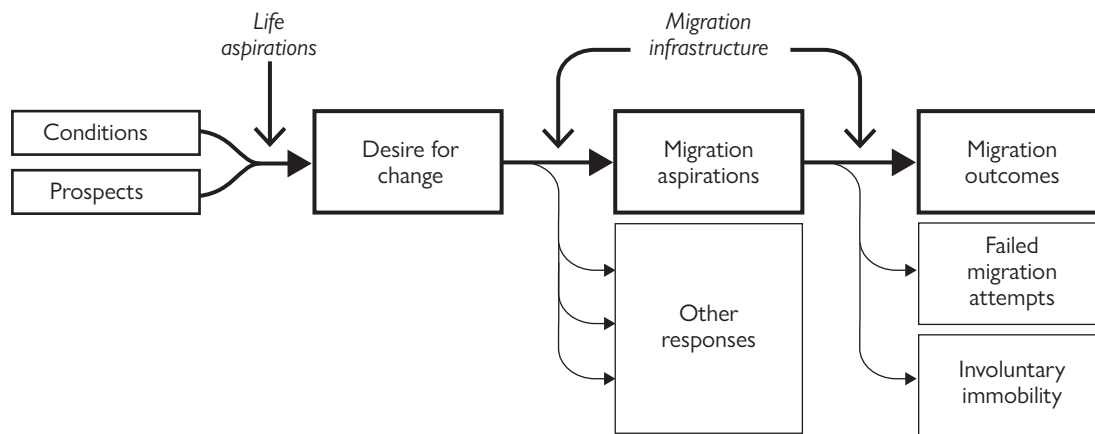 Life
aspirations
Migration
infrastructure
Conditions
Prospects
Desire for
change
Migration
aspirations
Migration
outcomes
Other
responses
Failed
migration
attempts
Involuntary
immobility